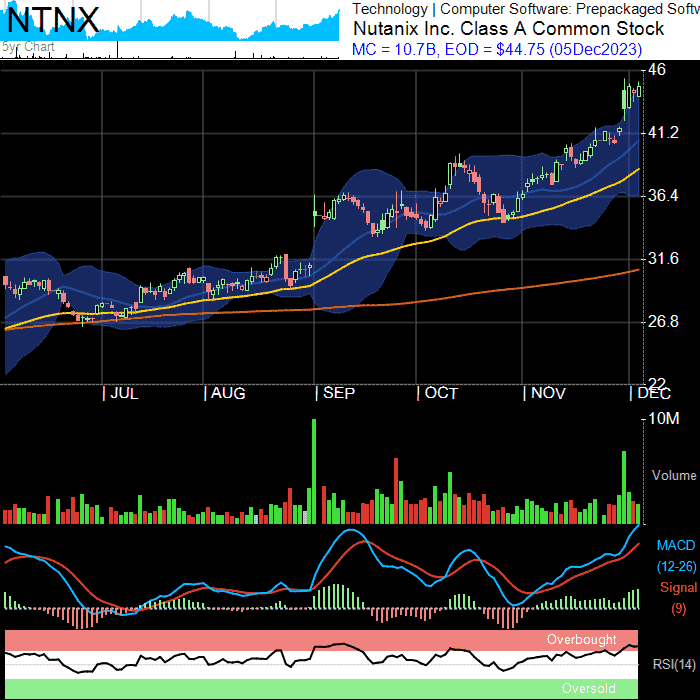 NTNX
5yr Chart
Technology | Computer Software: Prepackaged Softw
Nutanix Inc. Class A Common Stock
MC = 10.7B, EOD = $44.75 (05Dec2023)
46
41.2
36.4
31.6
26.8
22
JUL AUG SEP OCT NOV DEC
10M
Volume
MACD
(12-26)
Signal
(9)
Overbought
RSI(14)
Oversold